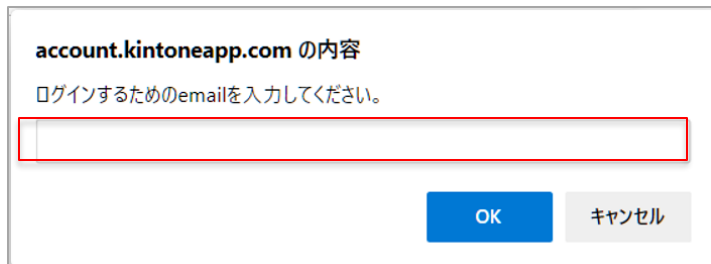 account.kintoneapp.com の内容
ログインするためのemailを入力してください。
OK
キャンセル